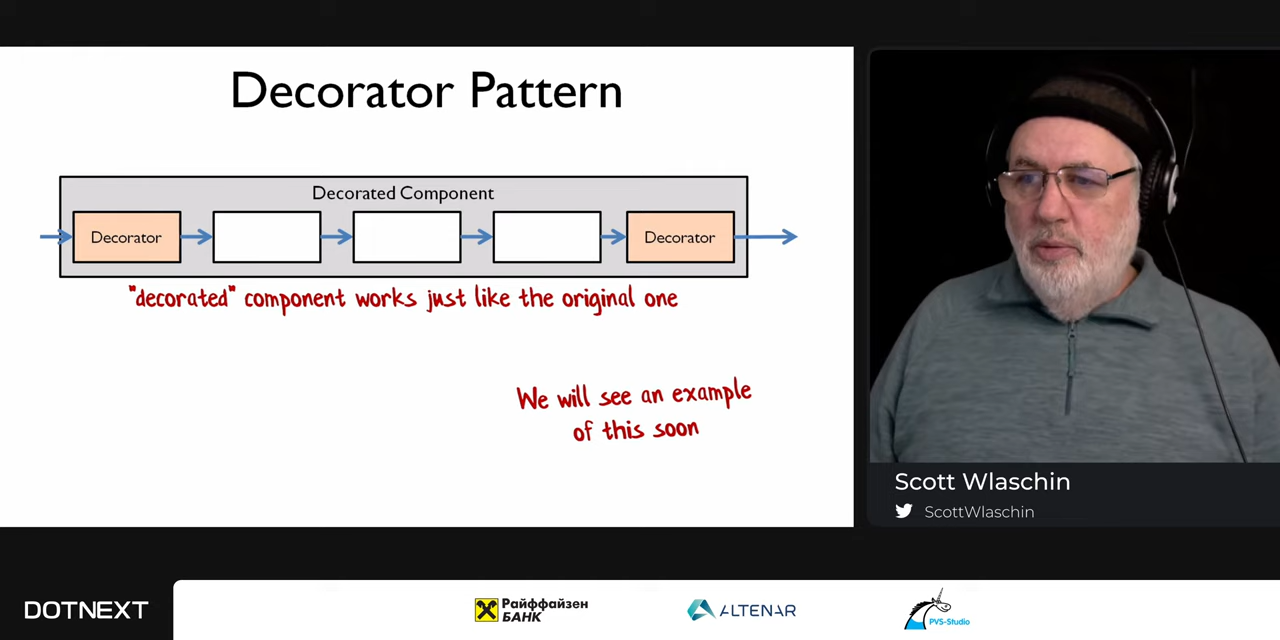 Decorator Pattern
Decorated Component
Decorator
Decorator
"decorated" component works just like the original one
We will see an example
of this soon
Scott Wlaschin
ScottWlaschin
DOTNEXT
Райффайзен
БАНК
ALTENAR
PVS-Studio